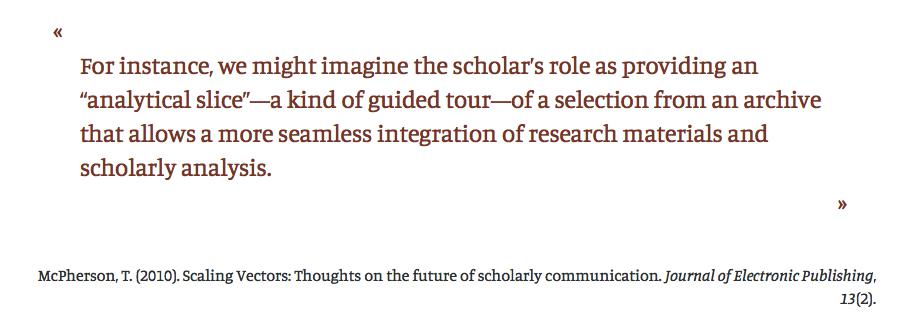 «
For instance, we might imagine the scholar's role as providing an
“analytical slice”—a kind of guided tour—of a selection from an archive
that allows a more seamless integration of research materials and
scholarly analysis.
»
McPherson, T. (2010). Scaling Vectors: Thoughts on the future of scholarly communication. Journal of Electronic Publishing,
13(2).